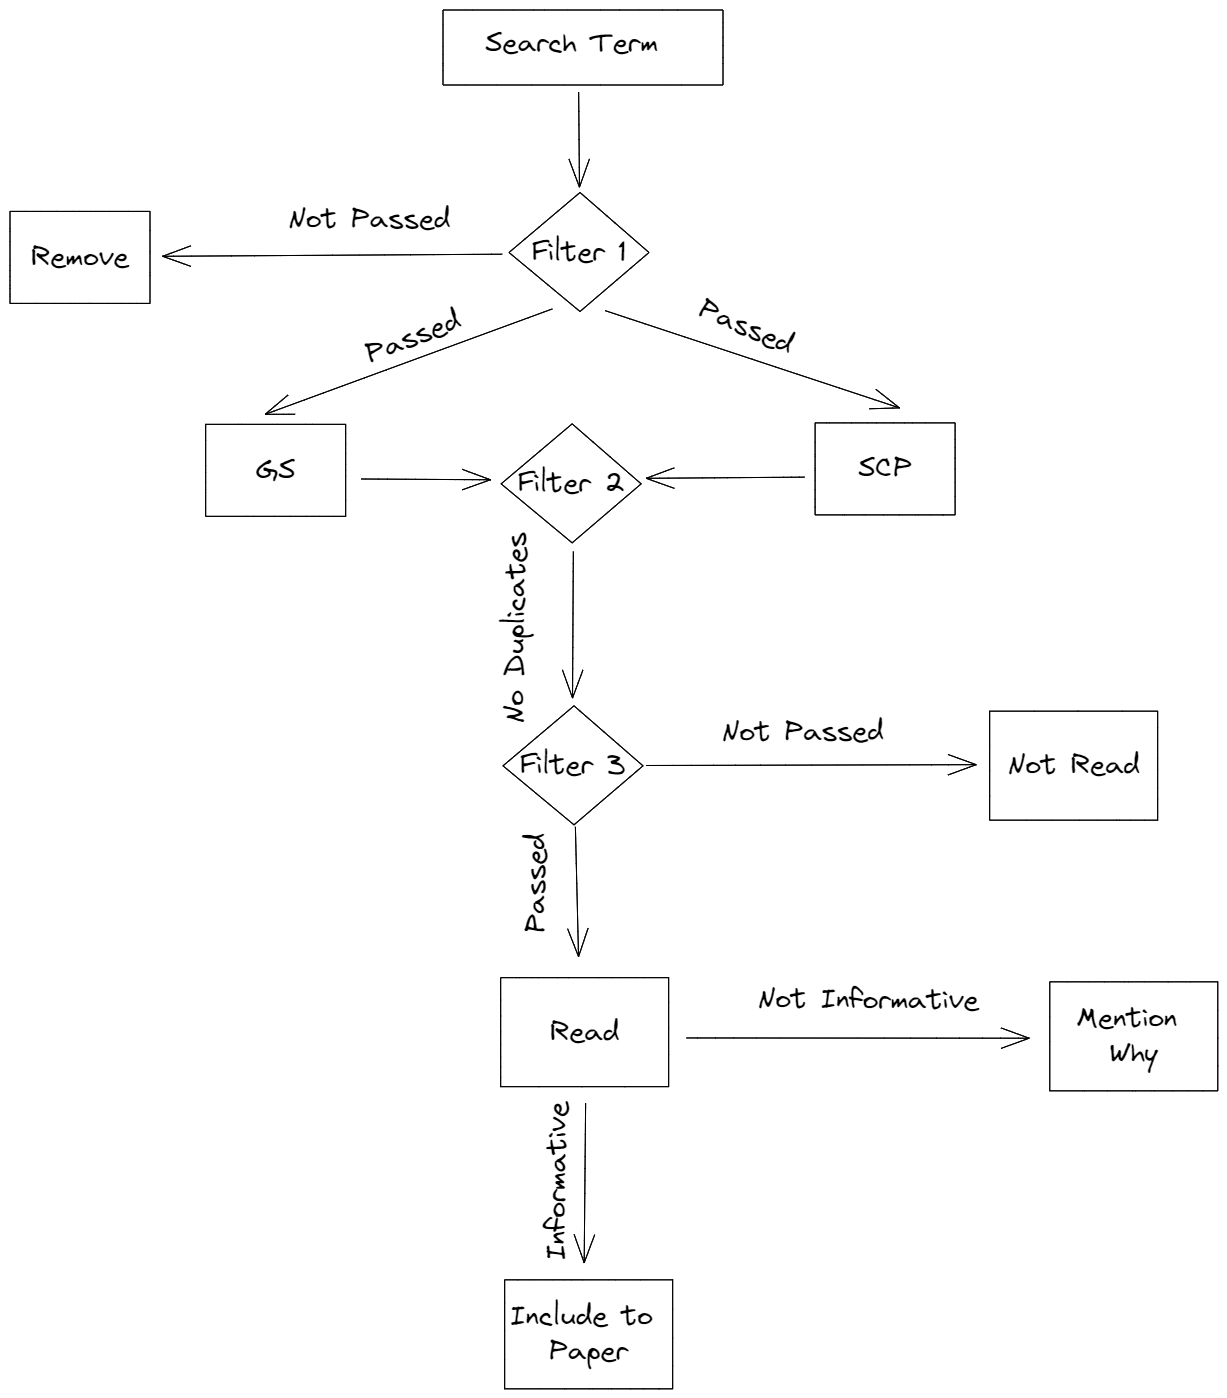 Search Term
Not Passed
Remove
Filter 1
Passed
Passed
GS
Filter 2
SCP
No Duplicates
Filter 3
Not Passed
Not Read
Passed
Read
Not Informative
Mention
Why
Informative
Include to
Paper